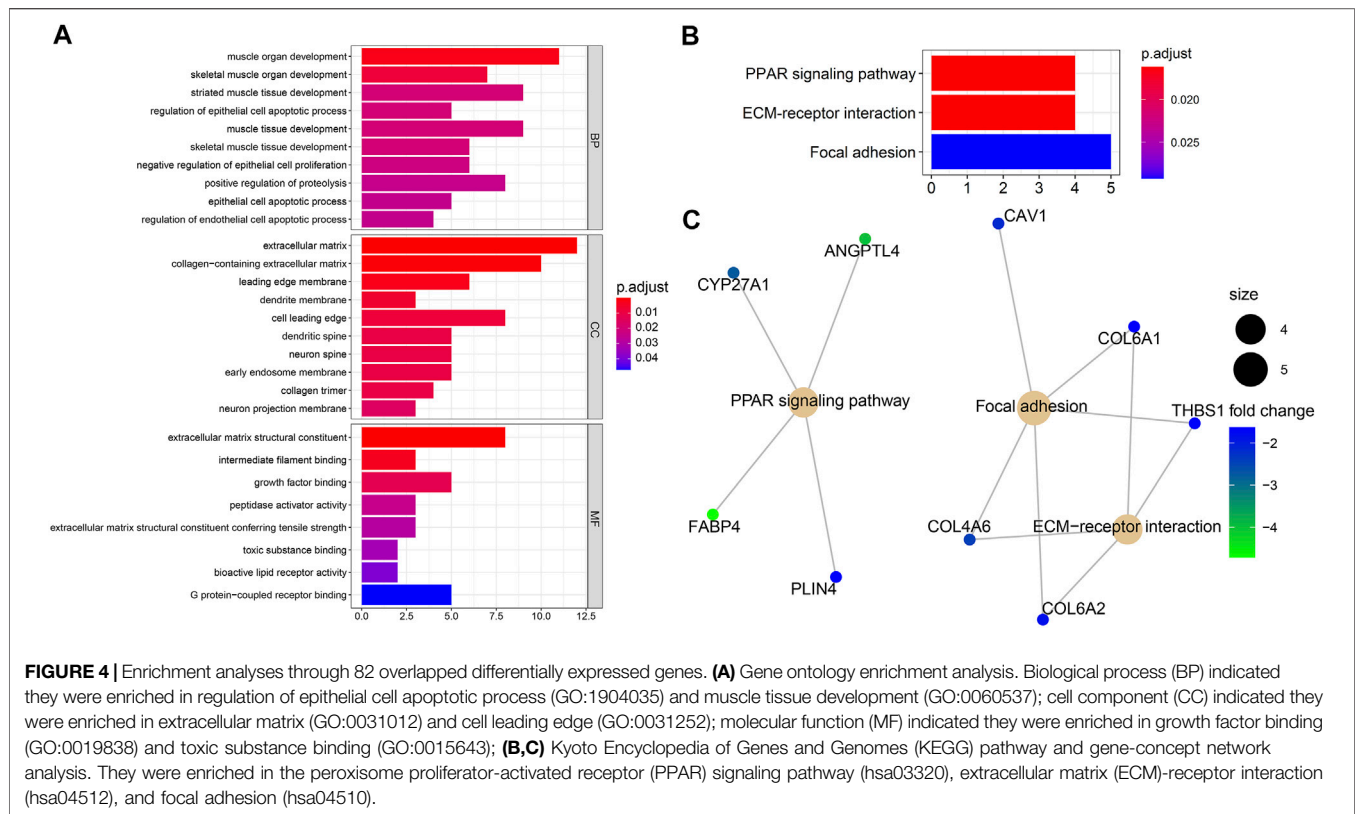 A
muscle organ development
skeletal muscle organ development
striated muscle tissue development
regulation of epithelial cell apoptotic process
muscle tissue development
skeletal muscle tissue development
negative regulation of epithelial cell proliferation
positive regulation of proteolysis
epithelial cell apoptotic process
regulation of endothelial cell apoptotic process
BP
extracellular matrix
collagen-containing extracellular matrix
leading edge membrane
dendrite membrane
cell leading edge
dendritic spine
neuron spine
early endosome membrane
collagen trimer
neuron projection membrane
CC
extracellular matrix structural constituent
intermediate filament binding
growth factor binding
peptidase activator activity
extracellular matrix structural constituent conferring tensile strength
toxic substance binding
bioactive lipid receptor activity
G protein−coupled receptor binding
MF
0.0 2.5 5.0 7.5 10.0 12.5
p.adjust
0.01
0.02
0.03
0.04
B
PPAR signaling pathway
ECM-receptor interaction
Focal adhesion
0 1 2 3 4 5
p.adjust
0.020
0.025
C
CAV1
ANGPTL4
CYP27A1
COL6A1
PPAR signaling pathway
Focal adhesion
THBS1
FABP4
COL4A6
ECM−receptor interaction
PLIN4
COL6A2
size
4
5
fold change
−2
−3
−4
FIGURE 4 | Enrichment analyses through 82 overlapped differentially expressed genes. (A) Gene ontology enrichment analysis. Biological process (BP) indicated
they were enriched in regulation of epithelial cell apoptotic process (GO:1904035) and muscle tissue development (GO:0060537); cell component (CC) indicated they
were enriched in extracellular matrix (GO:0031012) and cell leading edge (GO:0031252); molecular function (MF) indicated they were enriched in growth factor binding
(GO:0019838) and toxic substance binding (GO:0015643); (B,C) Kyoto Encyclopedia of Genes and Genomes (KEGG) pathway and gene-concept network
analysis. They were enriched in the peroxisome proliferator-activated receptor (PPAR) signaling pathway (hsa03320), extracellular matrix (ECM)-receptor interaction
(hsa04512), and focal adhesion (hsa04510).